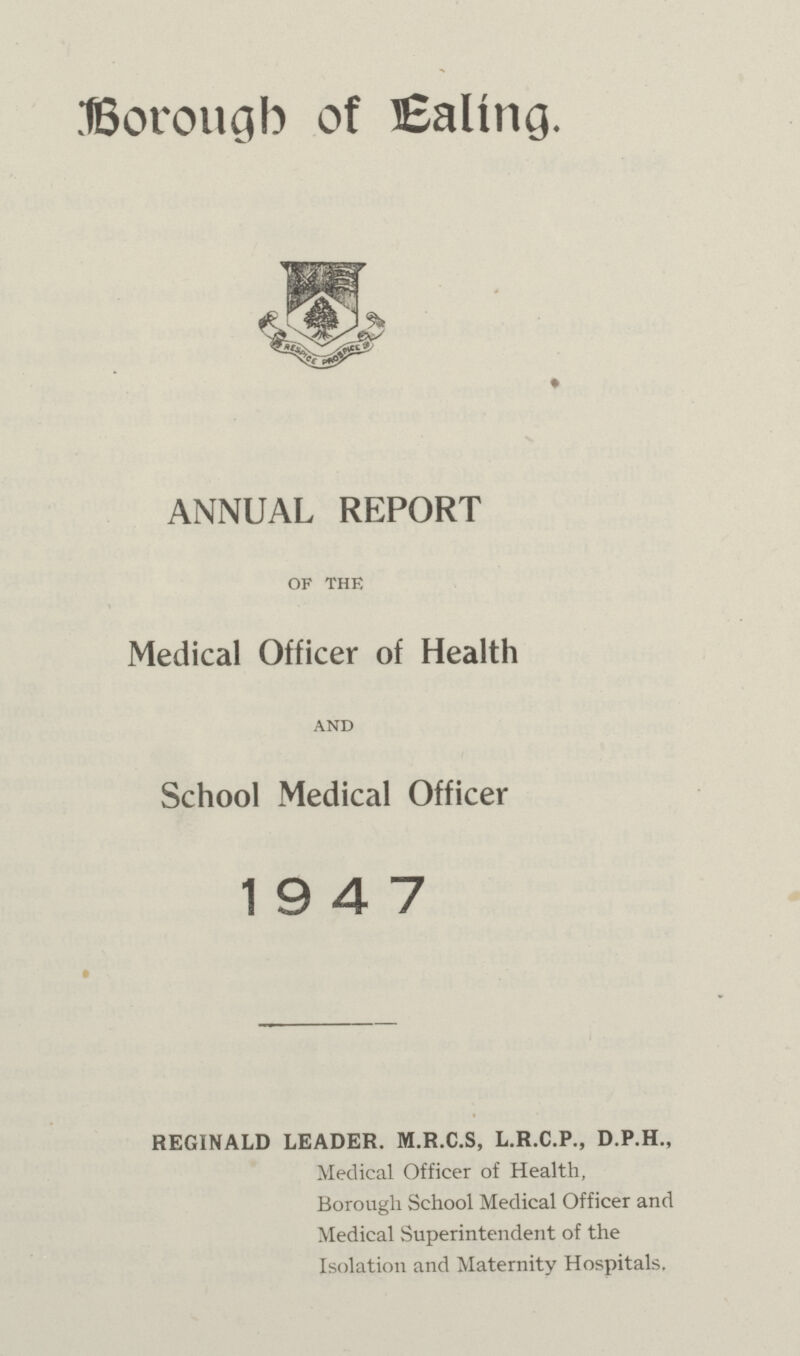 Borough of Ealing.
RESPICE PROSPICE
ANNUAL REPORT
OF THE
Medical Officer of Health
AND
School Medical Officer
1947
REGINALD LEADER. M.R.C.S, L.R.C.P., D.P.H.,
Medical Officer of Health,
Borough School Medical Officer and
Medical Superintendent of the
Isolation and Maternity Hospitals.